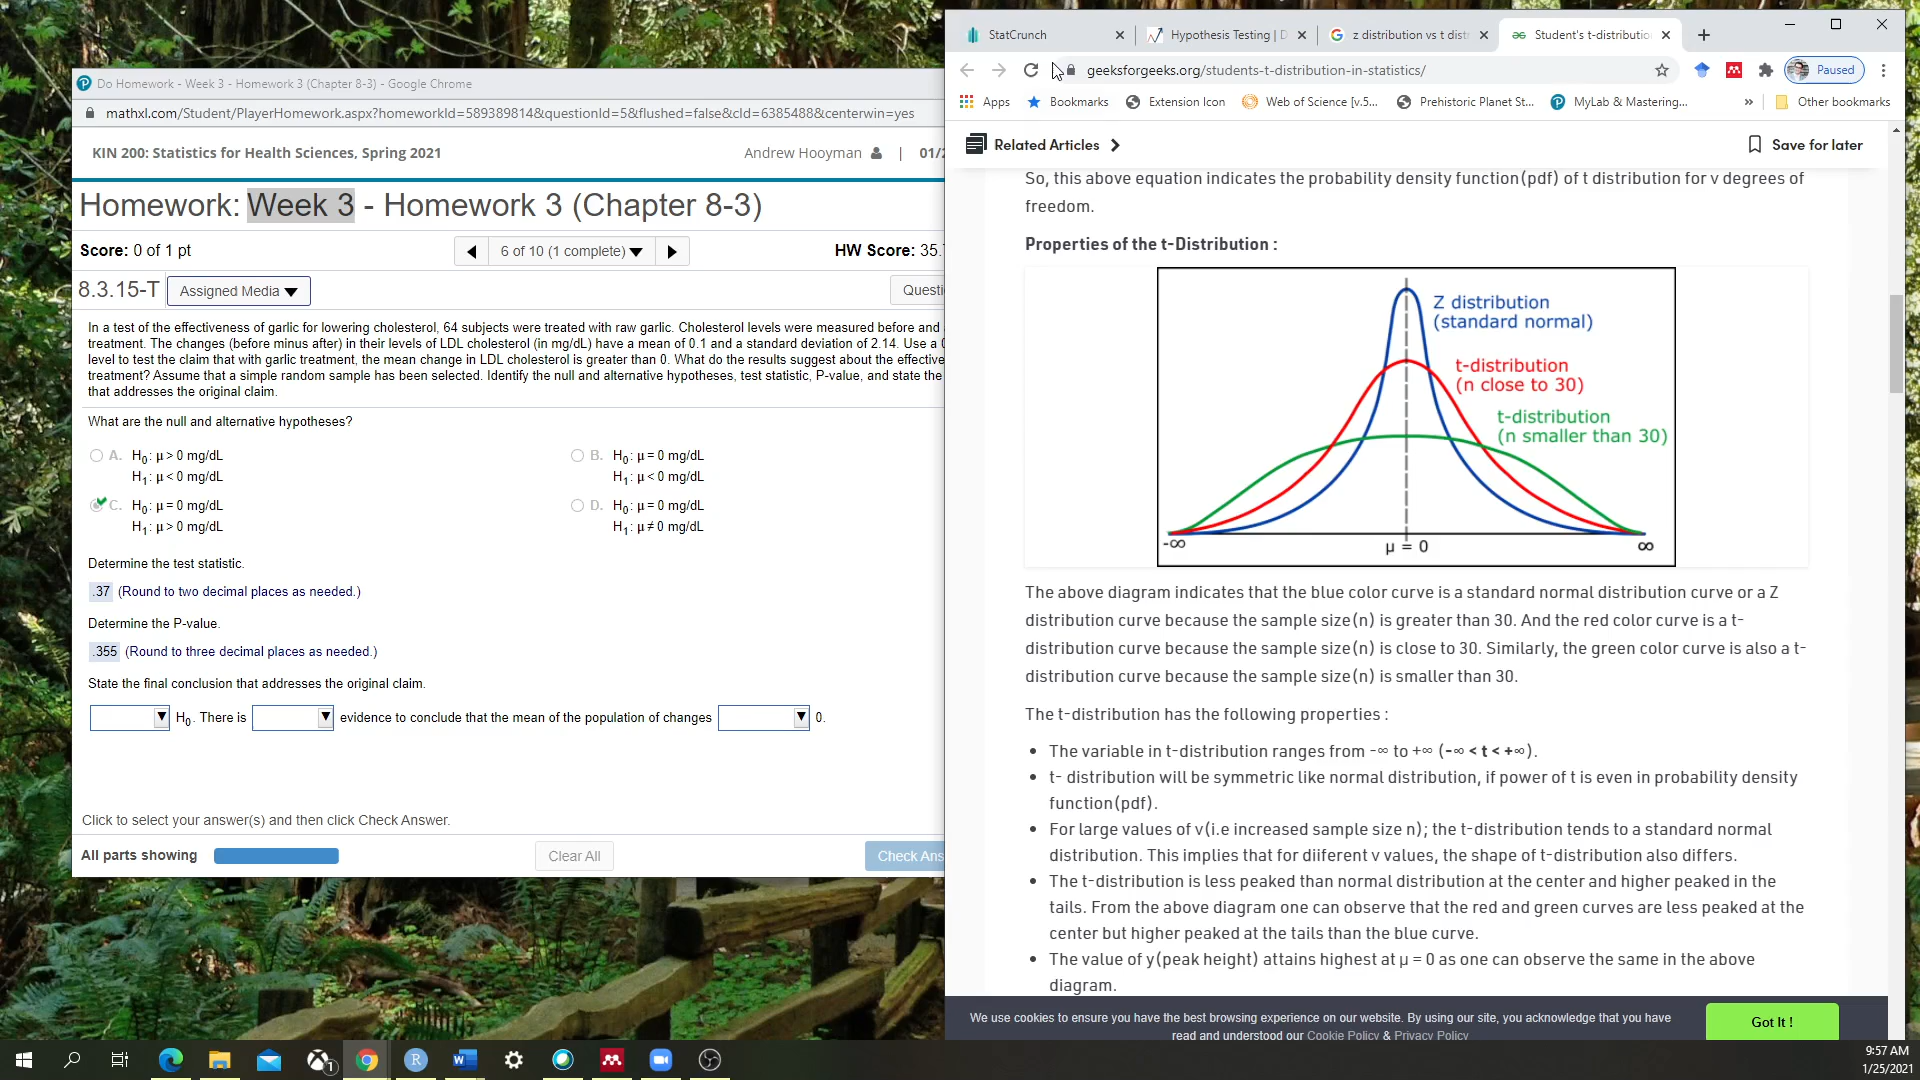 Do Homework - Week 3 - Homework 3 (Chapter 8-3) - Google Chrome
mathxl.com/Student/PlayerHomework.aspx?homeworkId=589389814&questionId=5&flushed=false&cId=6385488&centerwin=yes
KIN 200: Statistics for Health Sciences, Spring 2021
Andrew Hooyman | 01/2
Homework: Week 3 - Homework 3 (Chapter 8-3)
Score: 0 of 1 pt
6 of 10 (1 complete)
HW Score: 35.
8.3.15-T
Assigned Media
Questi
In a test of the effectiveness of garlic for lowering cholesterol, 64 subjects were treated with raw garlic. Cholesterol levels were measured before and
treatment. The changes (before minus after) in their levels of LDL cholesterol (in mg/dL) have a mean of 0.1 and a standard deviation of 2.14. Use a
level to test the claim that with garlic treatment, the mean change in LDL cholesterol is greater than 0. What do the results suggest about the effective
treatment? Assume that a simple random sample has been selected. Identify the null and alternative hypotheses, test statistic, P-value, and state the
that addresses the original claim.
What are the null and alternative hypotheses?
A. H0: μ > 0 mg/dL
H1: μ < 0 mg/dL
B. H0: μ = 0 mg/dL
H1: μ < 0 mg/dL
C. H0: μ = 0 mg/dL
H1: μ > 0 mg/dL
D. H0: μ = 0 mg/dL
H1: μ ≠ 0 mg/dL
Determine the test statistic.
.37 (Round to two decimal places as needed.)
Determine the P-value.
.355 (Round to three decimal places as needed.)
State the final conclusion that addresses the original claim.
H0. There is evidence to conclude that the mean of the population of changes 0.
Click to select your answer(s) and then click Check Answer.
All parts showing
Clear All
Check Ans
StatCrunch
Hypothesis Testing | D
z distribution vs t dist
Student's t-distributio
geeksforgeeks.org/students-t-distribution-in-statistics/
Paused
Apps
Bookmarks
Extension Icon
Web of Science [v.5...
Prehistoric Planet St...
MyLab & Mastering...
»
Other bookmarks
Related Articles
Save for later
So, this above equation indicates the probability density function(pdf) of t distribution for ν degrees of
freedom.
Properties of the t-Distribution :
Z distribution
(standard normal)
t-distribution
(n close to 30)
t-distribution
(n smaller than 30)
-∞
μ = 0
∞
The above diagram indicates that the blue color curve is a standard normal distribution curve or a Z
distribution curve because the sample size(n) is greater than 30. And the red color curve is a t-
distribution curve because the sample size(n) is close to 30. Similarly, the green color curve is also a t-
distribution curve because the sample size(n) is smaller than 30.
The t-distribution has the following properties :
• The variable in t-distribution ranges from -∞ to +∞ (-∞ < t < +∞).
• t- distribution will be symmetric like normal distribution, if power of t is even in probability density
function(pdf).
• For large values of ν(i.e increased sample size n); the t-distribution tends to a standard normal
distribution. This implies that for diiferent ν values, the shape of t-distribution also differs.
• The t-distribution is less peaked than normal distribution at the center and higher peaked in the
tails. From the above diagram one can observe that the red and green curves are less peaked at the
center but higher peaked at the tails than the blue curve.
• The value of y(peak height) attains highest at μ = 0 as one can observe the same in the above
diagram.
We use cookies to ensure you have the best browsing experience on our website. By using our site, you acknowledge that you have
read and understood our Cookie Policy & Privacy Policy
Got It !
9:57 AM
1/25/2021